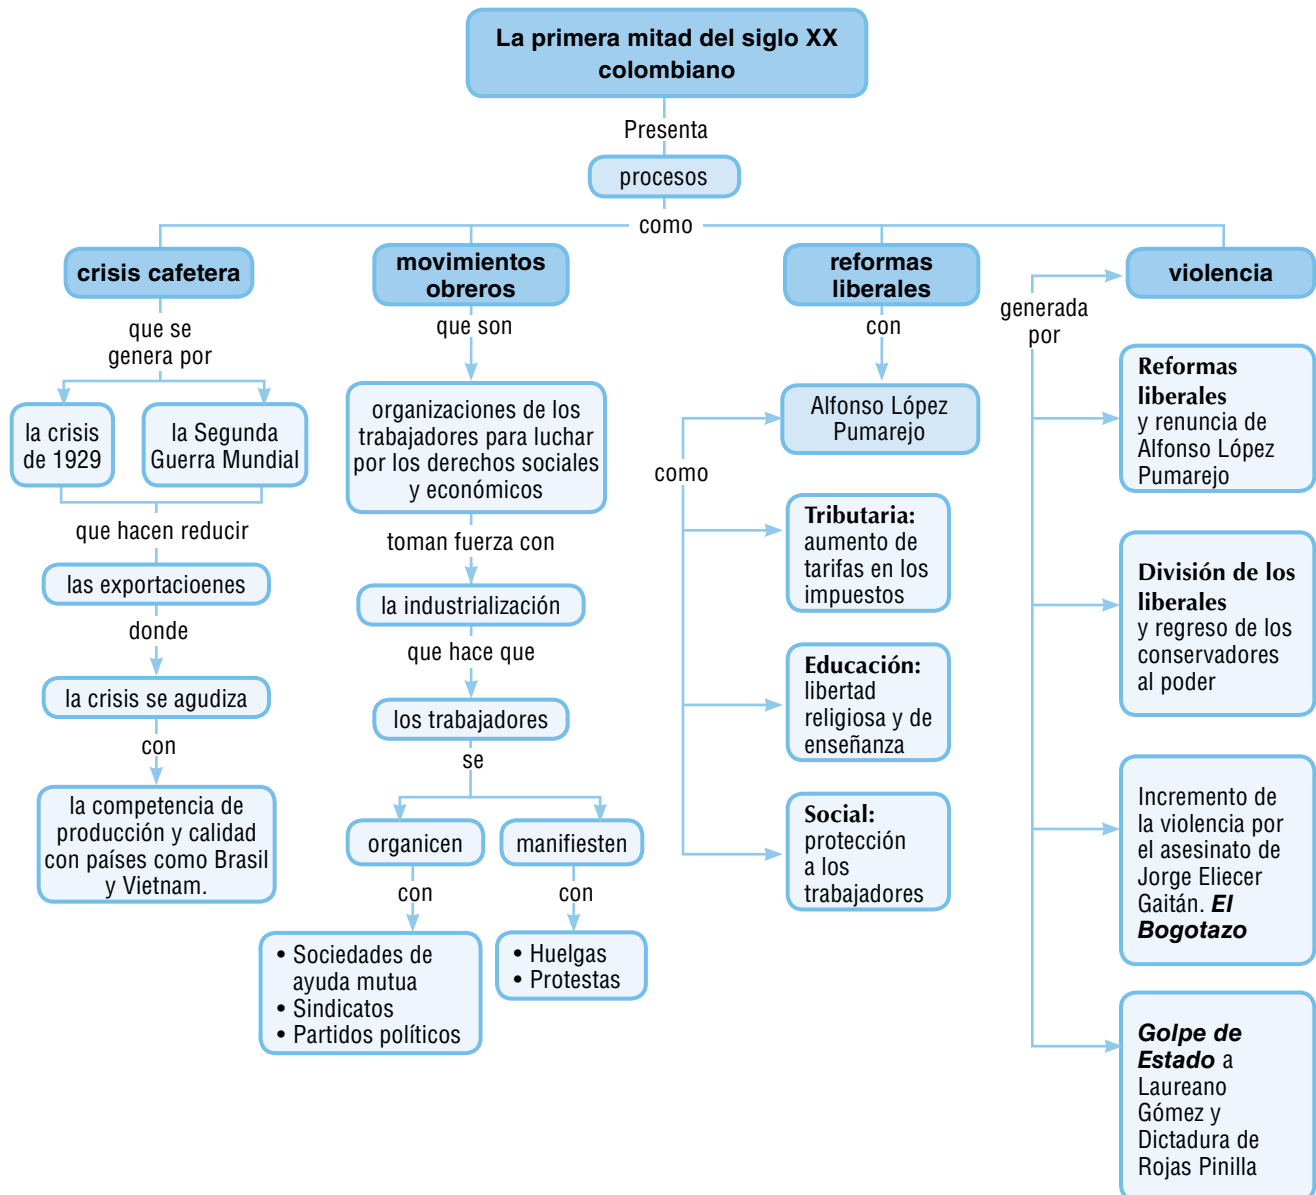 La primera mitad del siglo XX
colombiano
Presenta
procesos
como
crisis cafetera
que se
genera por
la crisis
de 1929
la Segunda
Guerra Mundial
que hacen reducir
las exportacioenes
donde
la crisis se agudiza
con
la competencia de
producción y calidad
con países como Brasil
y Vietnam.
movimientos
obreros
que son
organizaciones de los
trabajadores para luchar
por los derechos sociales
y económicos
toman fuerza con
la industrialización
que hace que
los trabajadores
se
organicen
con
• Sociedades de
ayuda mutua
• Sindicatos
• Partidos políticos
manifiesten
con
• Huelgas
• Protestas
reformas
liberales
con
Alfonso López
Pumarejo
como
Tributaria:
aumento de
tarifas en los
impuestos
Educación:
libertad
religiosa y de
enseñanza
Social:
protección
a los
trabajadores
violencia
generada
por
Reformas
liberales
y renuncia de
Alfonso López
Pumarejo
División de los
liberales
y regreso de los
conservadores
al poder
Incremento de
la violencia por
el asesinato de
Jorge Eliecer
Gaitán. El
Bogotazo
Golpe de
Estado a
Laureano
Gómez y
Dictadura de
Rojas Pinilla